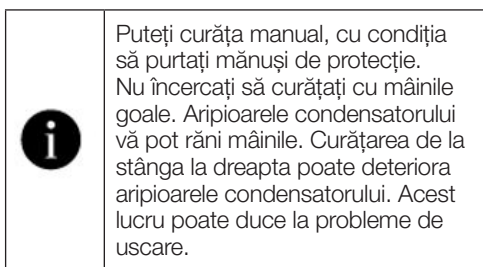 Puteți curăța manual, cu condiția
să purtați mănuși de protecție.
Nu încercați să curățați cu mâinile
goale. Aripioarele condensatorului
vă pot răni mâinile. Curățarea de la
stânga la dreapta poate deteriora
aripioarele condensatorului. Acest
lucru poate duce la probleme de
uscare.